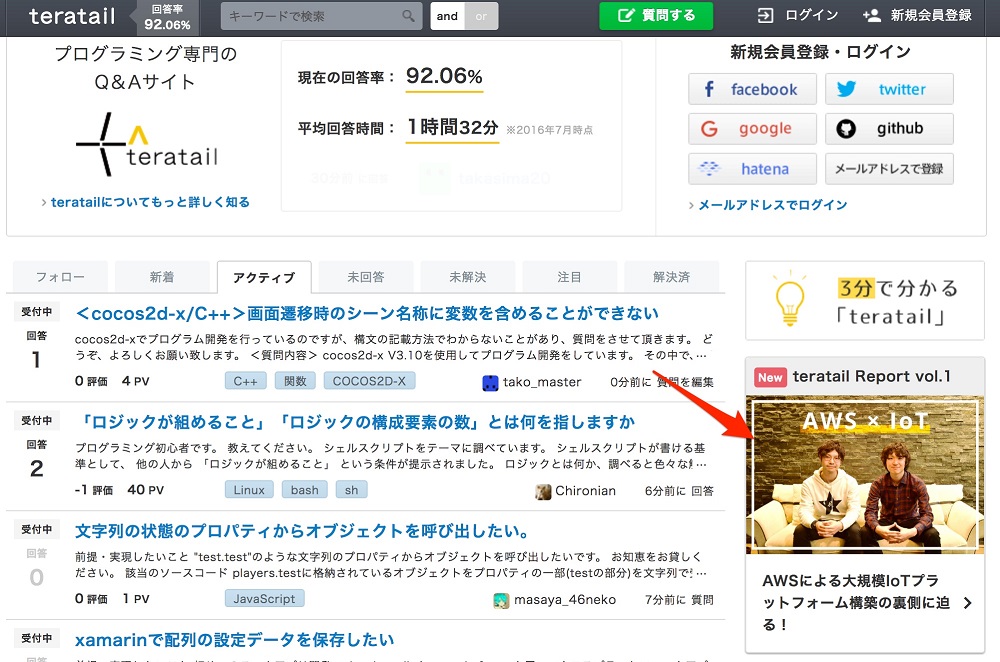 teratail
回答率
92.06%
キーワードで検索
and or
質問する
ログイン
新規会員登録
プログラミング専門の
Q&Aサイト
teratail
teratailについてもっと詳しく知る
現在の回答率： 92.06%
平均回答時間： 1時間32分 ※2016年7月時点
新規会員登録・ログイン
facebook
twitter
google
github
hatena
メールアドレスで登録
メールアドレスでログイン
フォロー
新着
アクティブ
未回答
未解決
注目
解決済
受付中
回答
1
＜cocos2d-x/C++＞画面遷移時のシーン名称に変数を含めることができない
cocos2d-xでプログラム開発を行っているのですが、構文の記載方法でわからないことがあり、質問をさせて頂きます。 ど
うぞ、よろしくお願い致します。 ＜質問内容＞ cocos2d-x V3.10を使用してプログラム開発をしています。 その中で、…
0 評価 4 PV
C++
関数
COCOS2D-X
tako_master
0分前に 質問を編集
受付中
回答
2
「ロジックが組めること」「ロジックの構成要素の数」とは何を指しますか
プログラミング初心者です。 教えてください。 シェルスクリプトをテーマに調べています。 シェルスクリプトが書ける基
準として、 他の人から 「ロジックが組めること」 という条件が提示されました。 ロジックとは何か、調べると色々な
-1 評価 40 PV
Linux
bash
sh
Chironian
6分前に 回答
受付中
回答
0
文字列の状態のプロパティからオブジェクトを呼び出したい。
前提・実現したいこと "test.test"のような文字列のプロパティからオブジェクトを呼び出したいです。 お知恵をお貸しく
ださい。 該当のソースコード players.testに格納されているオブジェクトをプロパティの一部(testの部分)を文字列で
0 評価 1 PV
JavaScript
masaya_46neko
7分前に 質問
受付中
xamarinで配列の設定データを保存したい
3分で分かる
「teratail」
New teratail Report vol.1
AWS × IoT
AWSによる大規模IoTプラ
ットフォーム構築の裏側に迫
る！